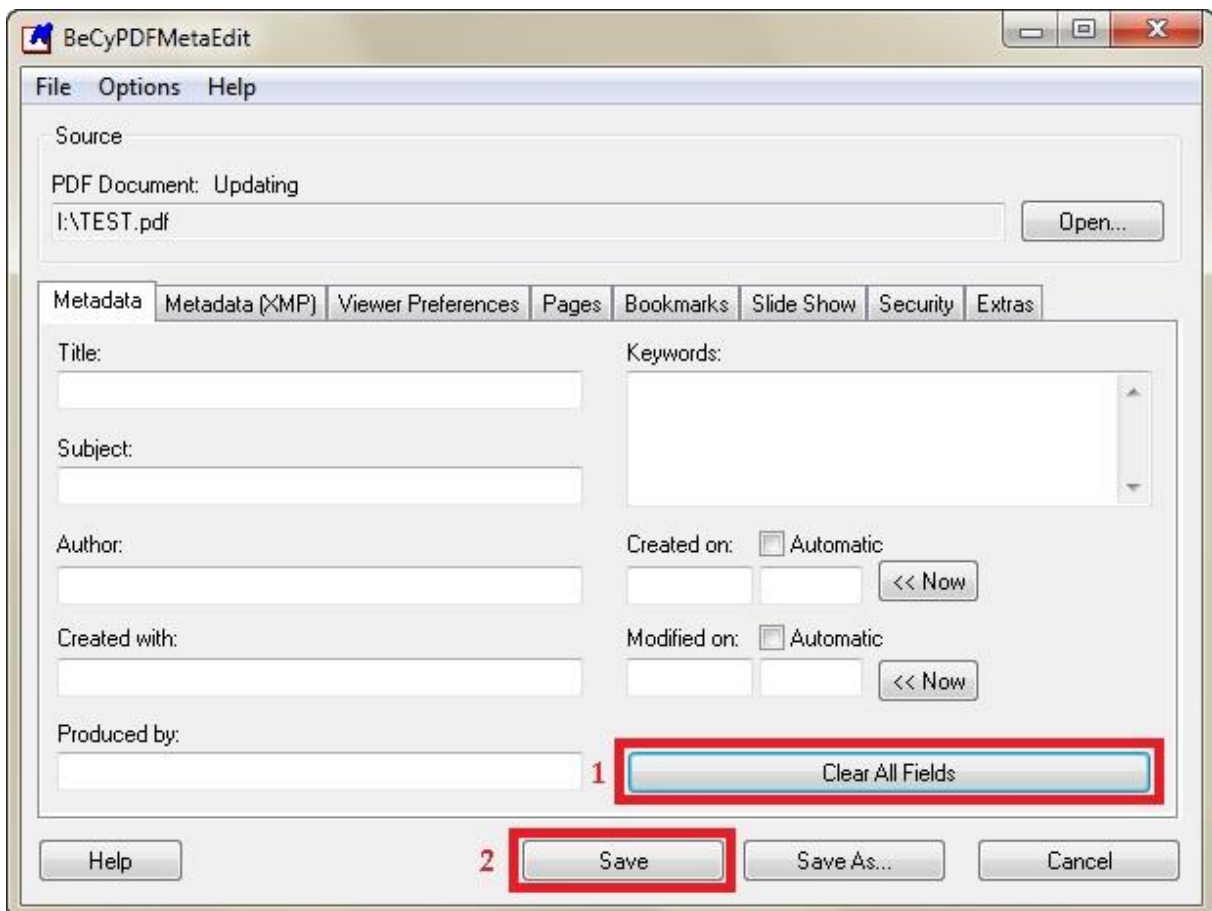 BeCyPDFMetaEdit
File Options Help
Source
PDF Document: Updating
I:\TEST.pdf
Open...
Metadata Metadata (XMP) Viewer Preferences Pages Bookmarks Slide Show Security Extras
Title: Keywords:
Subject:
Author: Created on: Automatic
<< Now
Created with: Modified on: Automatic
<< Now
Produced by:
1 Clear All Fields
Help 2 Save Save As... Cancel